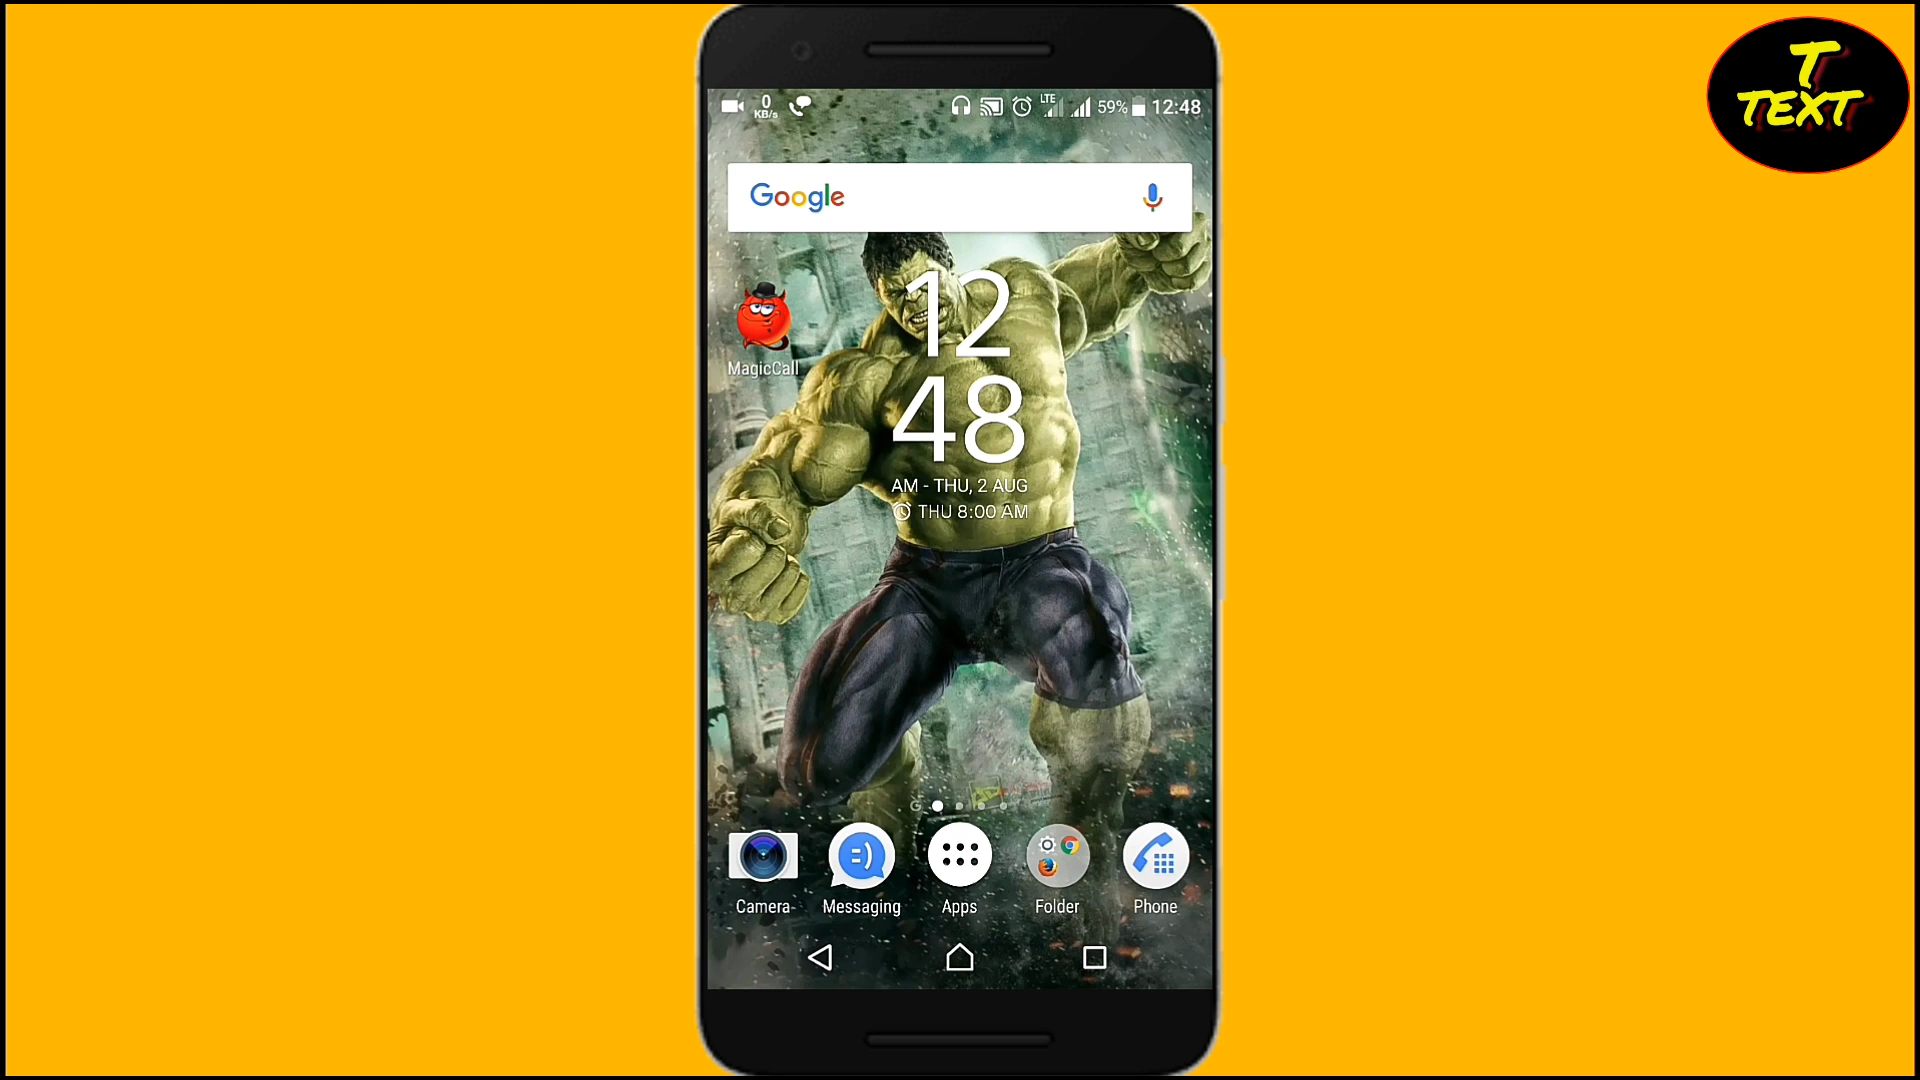 T
TEXT
0
KB/s
LTE
59%
12:48
Google
12
48
MagicCall
AM - THU, 2 AUG
THU 8:00 AM
G
Camera
Messaging
Apps
Folder
Phone